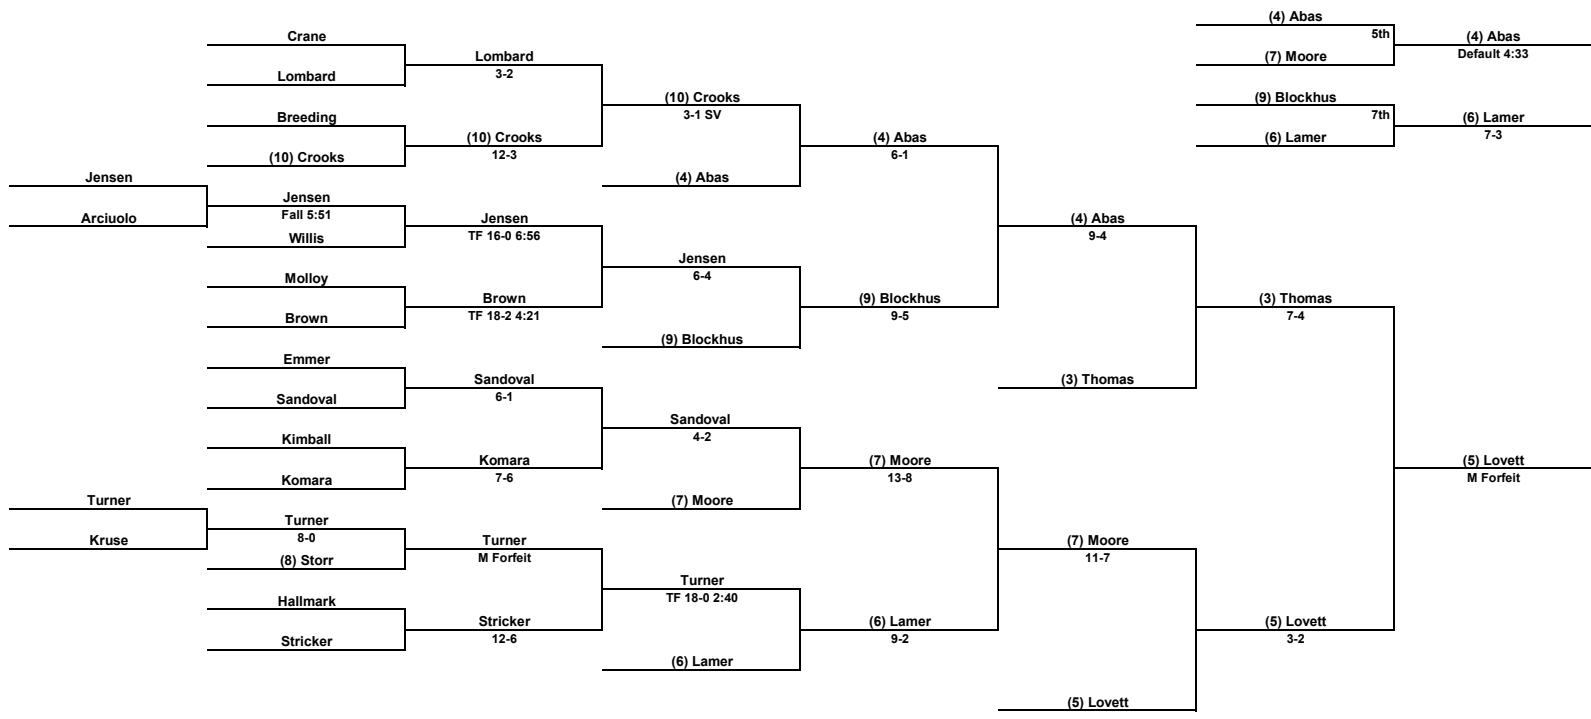 Crane
Lombard
Breeding
(10) Crooks
Jensen
Arciuolo
Jensen
Fall 5:51
Willis
Molloy
Brown
Emmer
Sandoval
Kimball
Komara
Turner
Kruse
Turner
8-0
(8) Storr
Hallmark
Stricker
Lombard
3-2
(10) Crooks
12-3
Jensen
TF 16-0 6:56
Brown
TF 18-2 4:21
Sandoval
6-1
Komara
7-6
Turner
M Forfeit
Stricker
12-6
(10) Crooks
3-1 SV
(4) Abas
Jensen
6-4
(9) Blockhus
Sandoval
4-2
(7) Moore
Turner
TF 18-0 2:40
(6) Lamer
(4) Abas
6-1
(9) Blockhus
9-5
(7) Moore
13-8
(6) Lamer
9-2
(4) Abas
9-4
(3) Thomas
(7) Moore
11-7
(5) Lovett
(3) Thomas
7-4
(5) Lovett
3-2
(5) Lovett
M Forfeit
(4) Abas
5th
(7) Moore
(4) Abas
Default 4:33
(9) Blockhus
7th
(6) Lamer
(6) Lamer
7-3